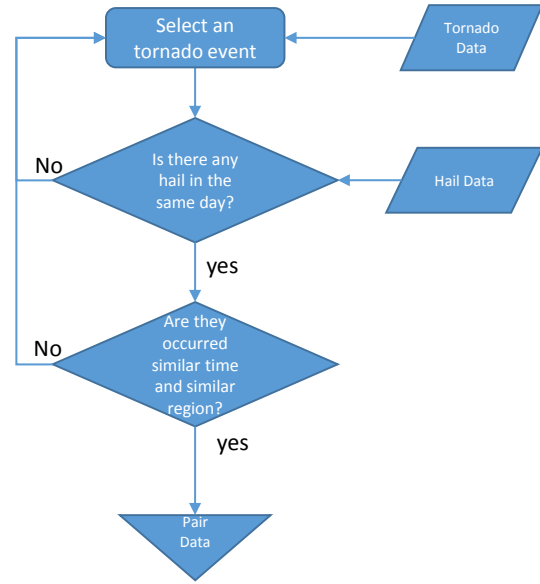 Select an
tornado event
Tornado
Data
No
Is there any
hail in the
same day?
Hail Data
yes
No
Are they
occurred
similar time
and similar
region?
yes
Pair
Data